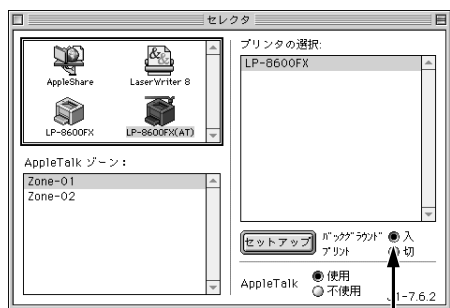 セレクタ
プリンタの選択:
LP-8600FX
AppleShare
LaserWriter 8
LP-8600FX
LP-8600FX(AT)
AppleTalk ゾーン:
Zone-01
Zone-02
セットアップ
バックグラウンド
プリント
入
切
AppleTalk
使用
不使用
J1-7.6.2